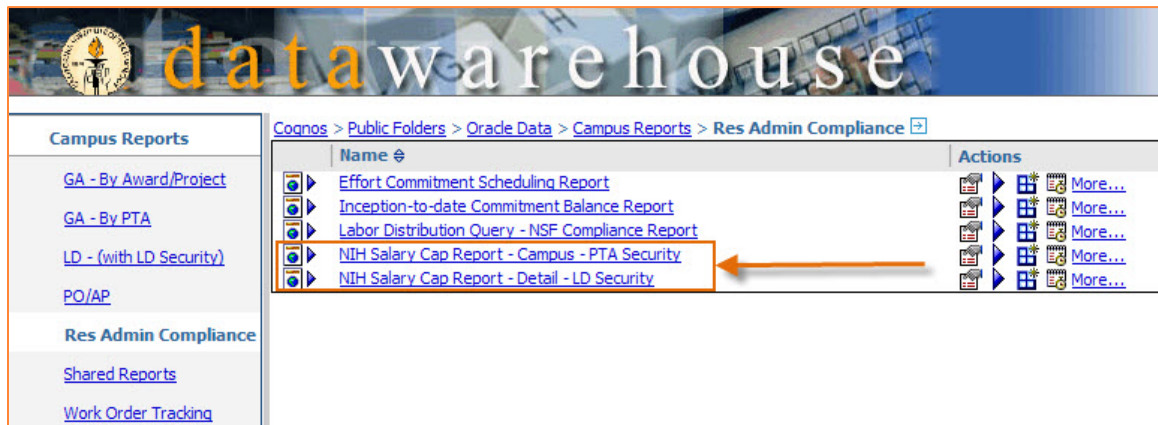 datawarehouse
Campus Reports
GA - By Award/Project
GA - By PTA
LD - (with LD Security)
PO/AP
Res Admin Compliance
Shared Reports
Work Order Tracking
Cognos > Public Folders > Oracle Data > Campus Reports > Res Admin Compliance
Name Actions
Effort Commitment Scheduling Report More...
Inception-to-date Commitment Balance Report More...
Labor Distribution Query - NSF Compliance Report More...
NIH Salary Cap Report - Campus - PTA Security More...
NIH Salary Cap Report - Detail - LD Security More...